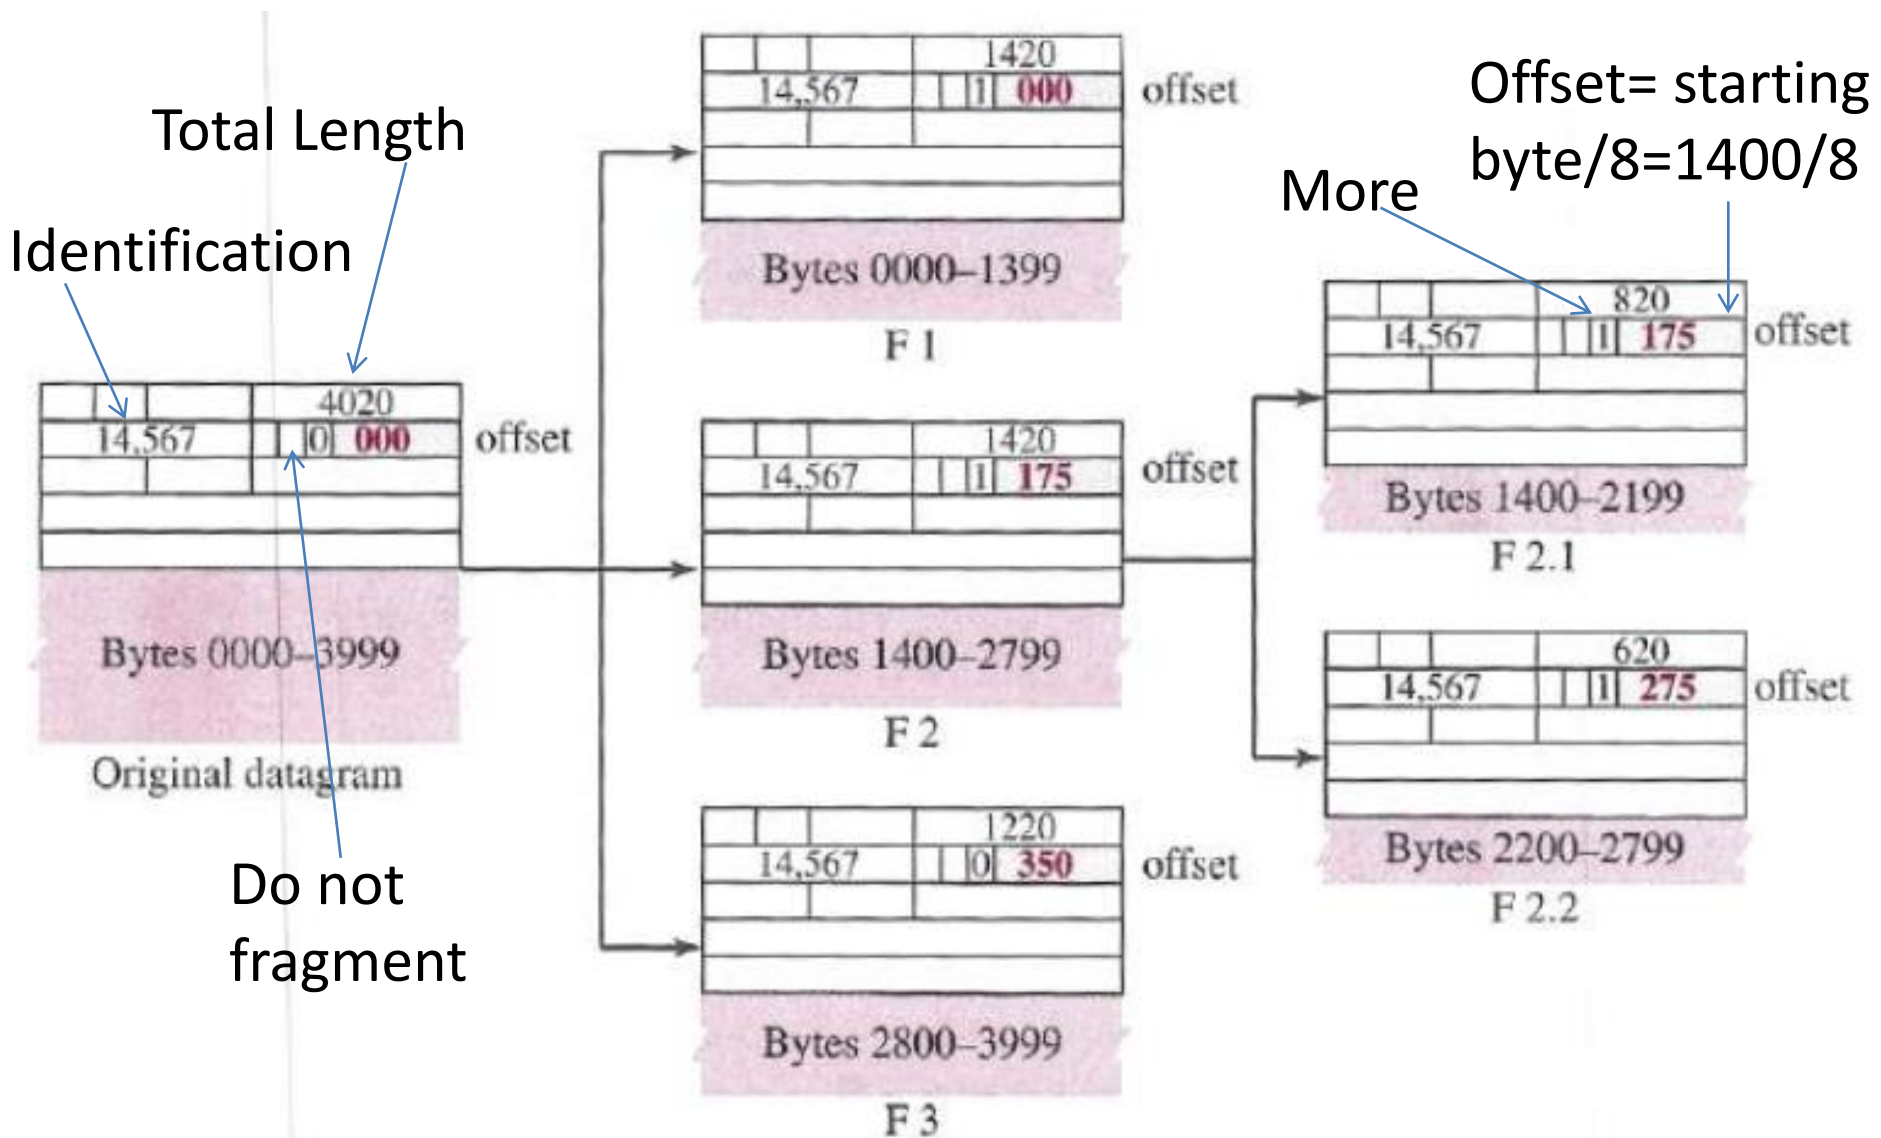 Total Length
Identification
4020
14,567 0 000 offset
Bytes 0000–3999
Original datagram
Do not
fragment
1420
14,567 1 000 offset
Bytes 0000–1399
F 1
1420
14,567 1 175 offset
Bytes 1400–2799
F 2
1220
14,567 0 350 offset
Bytes 2800–3999
F 3
Offset= starting
byte/8=1400/8
More
820
14,567 1 175 offset
Bytes 1400–2199
F 2.1
620
14,567 1 275 offset
Bytes 2200–2799
F 2.2